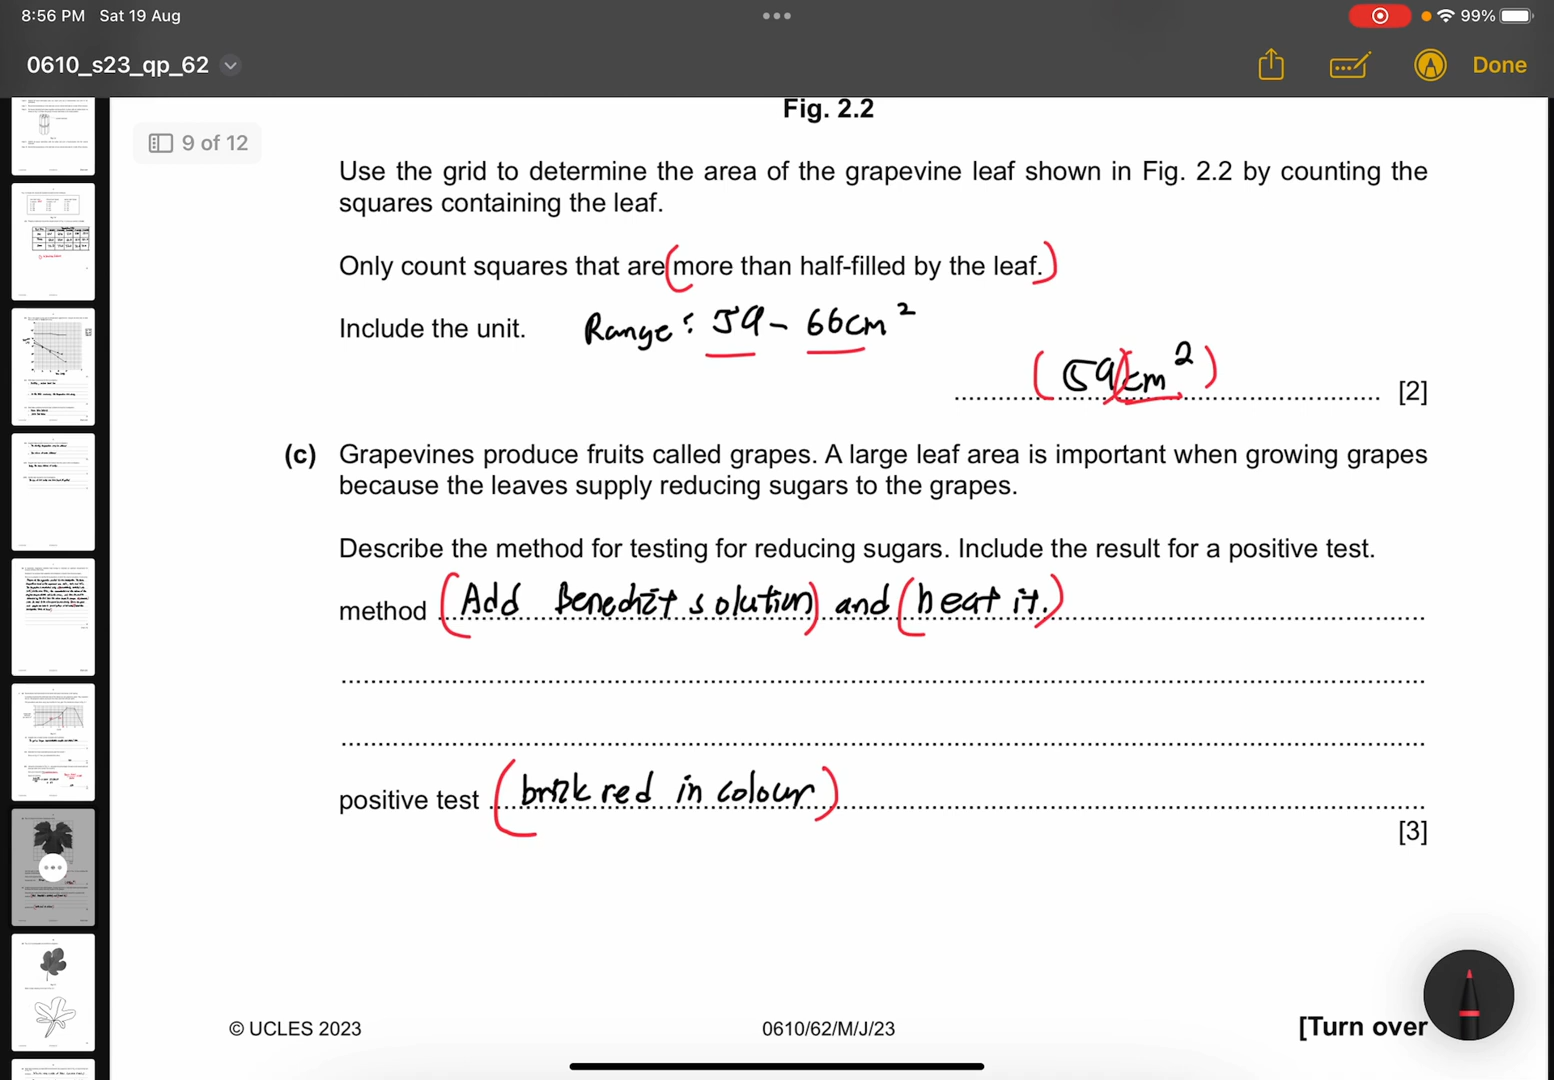 8:56 PM Sat 19 Aug
99%
0610_s23_qp_62
Done
9 of 12
Fig. 2.2
Use the grid to determine the area of the grapevine leaf shown in Fig. 2.2 by counting the
squares containing the leaf.
Only count squares that are (more than half-filled by the leaf.)
Include the unit. Range: 59 - 66cm²
(59)(cm²) [2]
(c) Grapevines produce fruits called grapes. A large leaf area is important when growing grapes
because the leaves supply reducing sugars to the grapes.
Describe the method for testing for reducing sugars. Include the result for a positive test.
method (Add Benedict solution) and (heat it.)
positive test (brick red in colour)
[3]
© UCLES 2023 0610/62/M/J/23 [Turn over